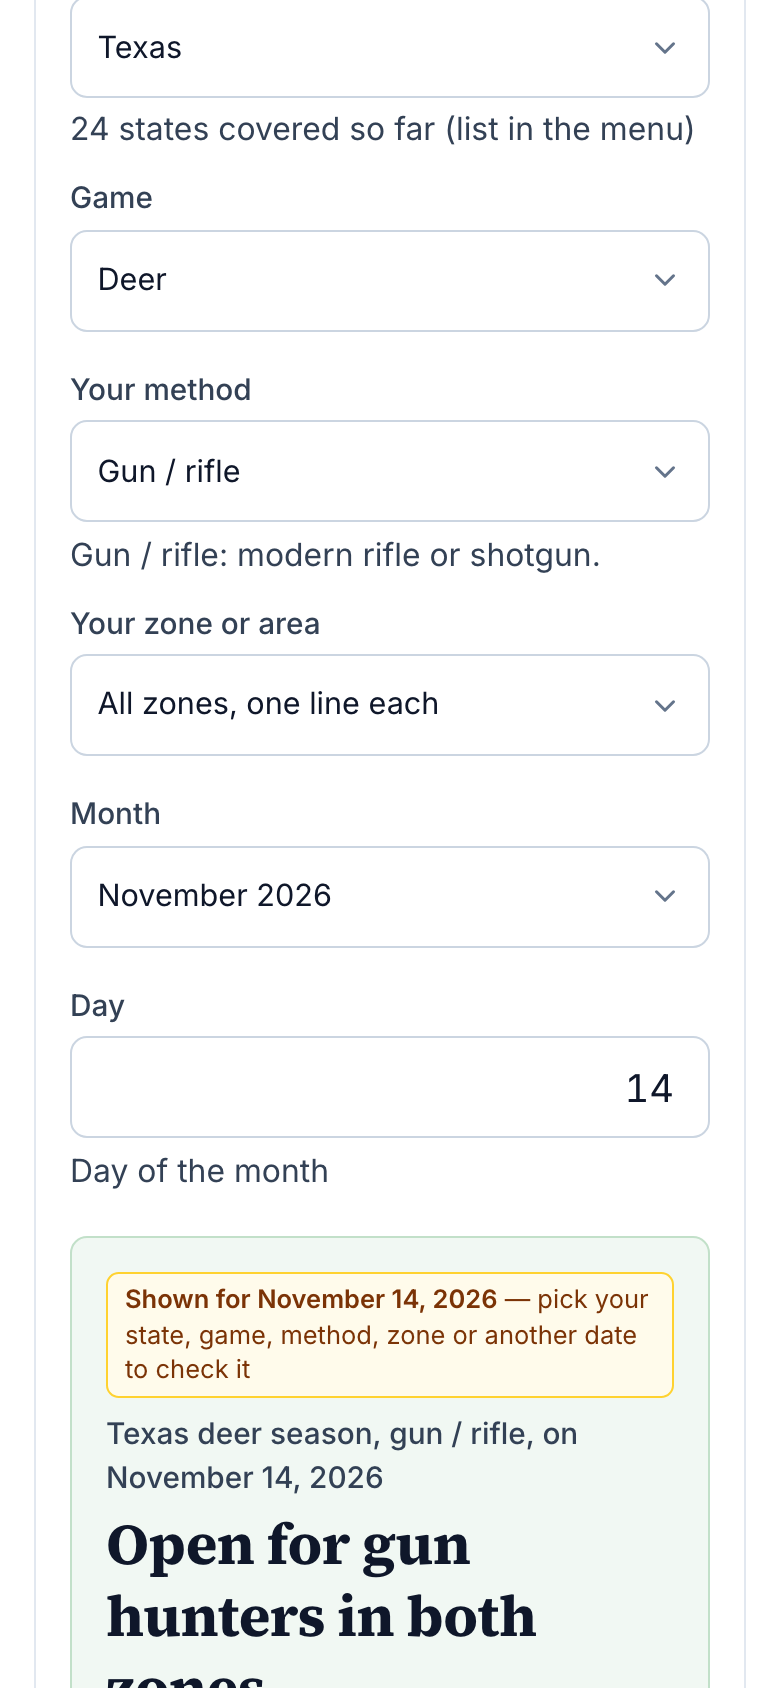 Texas
24 states covered so far (list in the menu)
Game
Deer
Your method
Gun / rifle
Gun / rifle: modern rifle or shotgun.
Your zone or area
All zones, one line each
Month
November 2026
Day
14
Day of the month
Shown for November 14, 2026 — pick your
state, game, method, zone or another date
to check it
Texas deer season, gun / rifle, on
November 14, 2026
Open for gun
hunters in both
zones